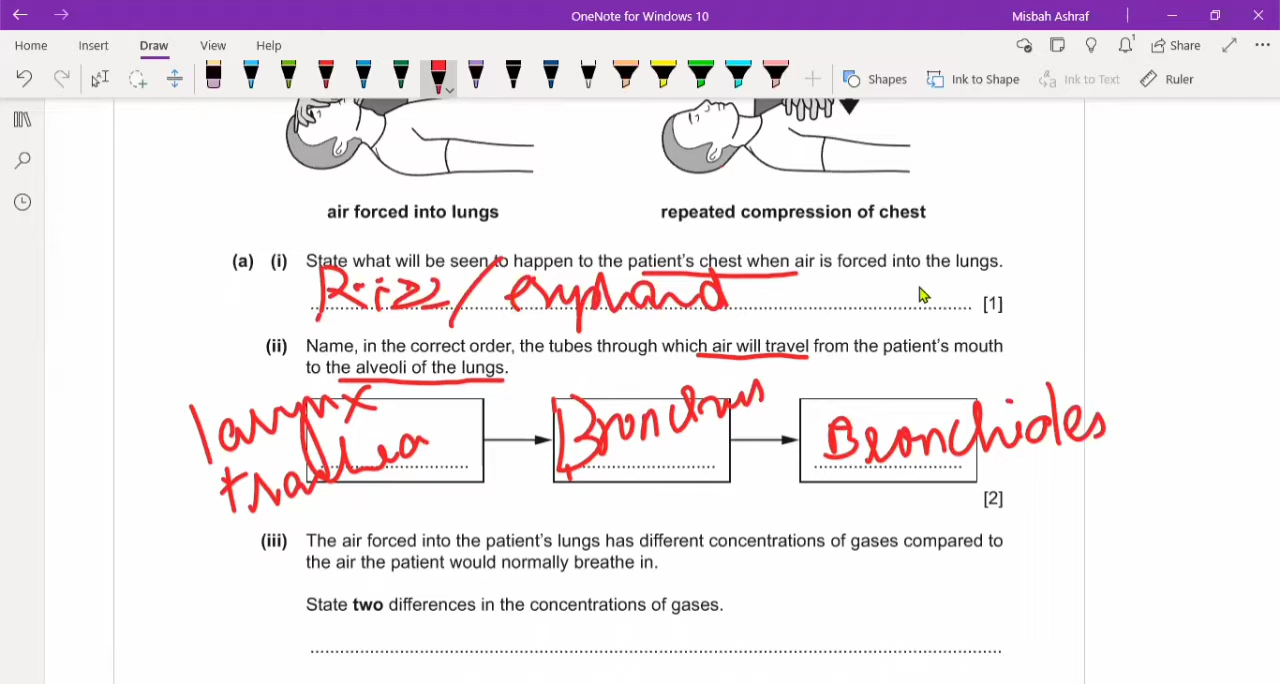 OneNote for Windows 10
Misbah Ashraf
Home Insert Draw View Help
Share
Shapes
Ink to Shape
Ink to Text
Ruler
air forced into lungs
repeated compression of chest
(a) (i) State what will be seen to happen to the patient's chest when air is forced into the lungs.
[1]
(ii) Name, in the correct order, the tubes through which air will travel from the patient's mouth
to the alveoli of the lungs.
larynx
Bronchus
Bronchioles
trachea
[2]
(iii) The air forced into the patient's lungs has different concentrations of gases compared to
the air the patient would normally breathe in.
State two differences in the concentrations of gases.